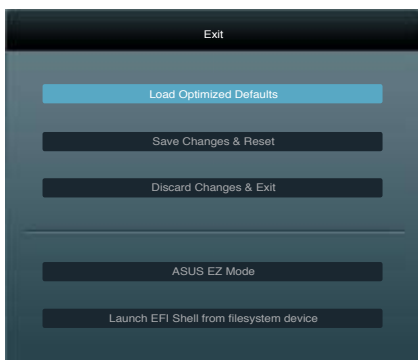 Exit
Load Optimized Defaults
Save Changes & Reset
Discard Changes & Exit
ASUS EZ Mode
Launch EFI Shell from filesystem device